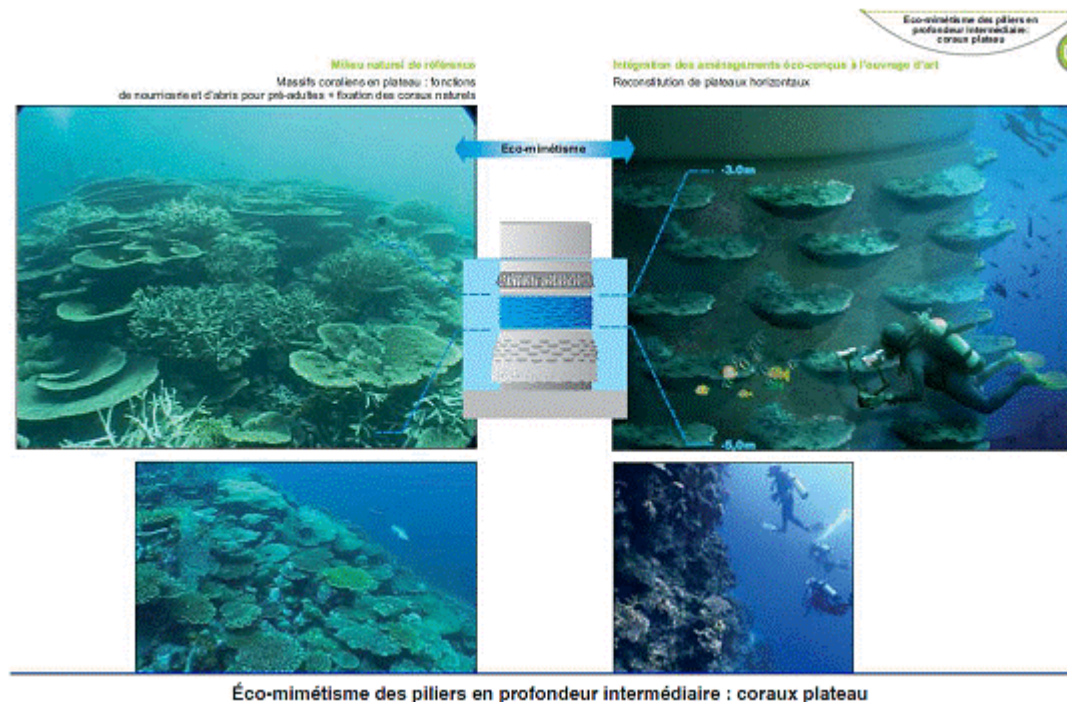 Eco-mimétisme des piliers en
profondeur intermédiaire :
coraux plateau
Milieu naturel de référence
Massifs coraliens en plateau : fonctions
de nourricerie et d'abris pour pré-adultes + fixation des coraux naturels
Intégration des aménagements éco-conçus à l'ouvrage d'art
Reconstitution de plateaux horizontaux
Eco-mimétisme
-3.0m
-5.0m
Éco-mimétisme des piliers en profondeur intermédiaire : coraux plateau